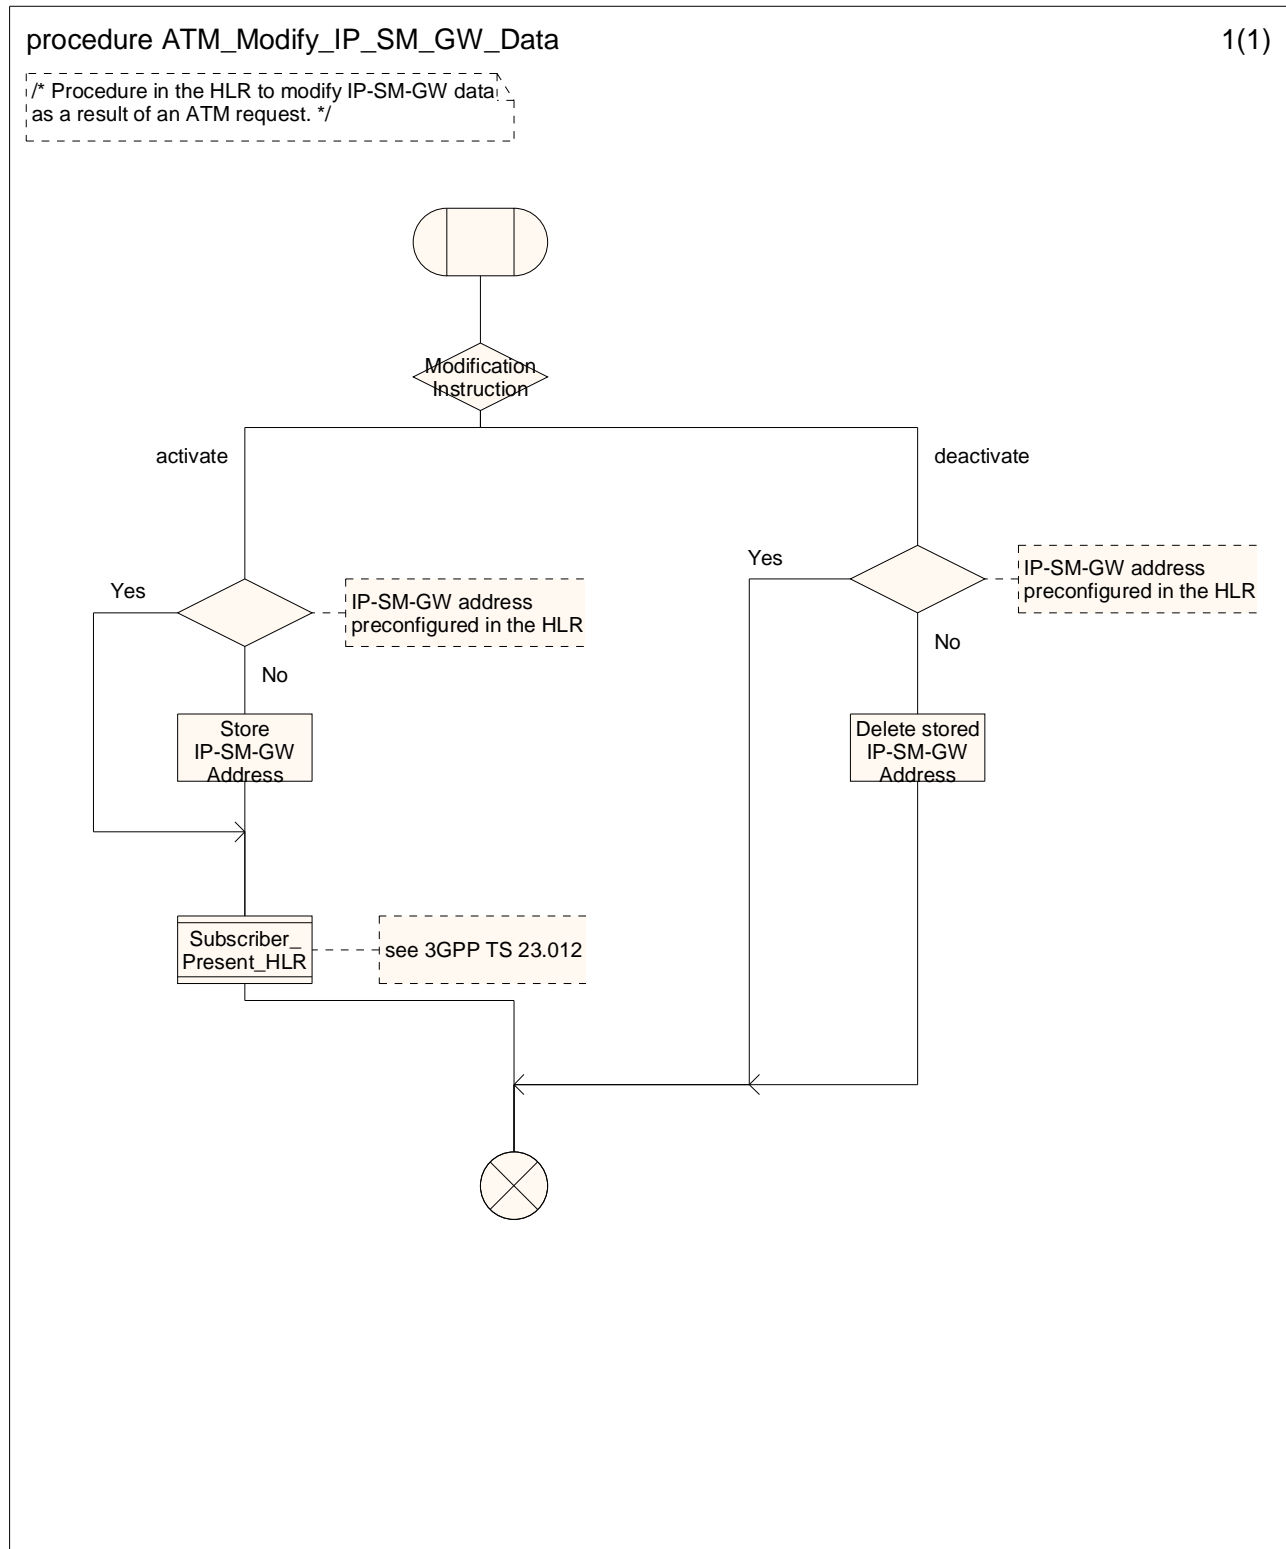 procedure ATM_Modify_IP_SM_GW_Data
1(1)
/* Procedure in the HLR to modify IP-SM-GW data
as a result of an ATM request. */
Modification
Instruction
activate
deactivate
Yes
IP-SM-GW address
preconfigured in the HLR
No
Store
IP-SM-GW
Address
Subscriber_
Present_HLR
see 3GPP TS 23.012
Yes
IP-SM-GW address
preconfigured in the HLR
No
Delete stored
IP-SM-GW
Address